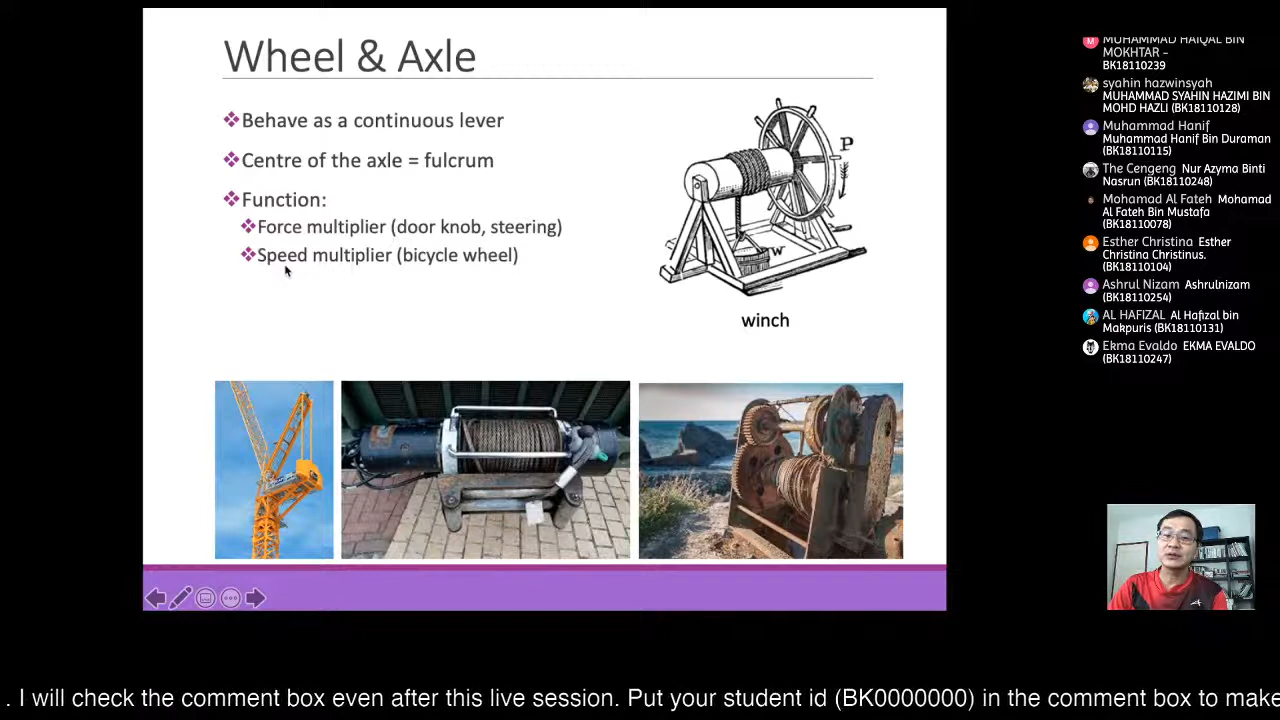 Wheel & Axle
❖Behave as a continuous lever
❖Centre of the axle = fulcrum
❖Function:
❖Force multiplier (door knob, steering)
❖Speed multiplier (bicycle wheel)
P
W
winch
M MUHAMMAD HAIQAL BIN
MOKHTAR -
BK18110239
syahin hazwinsyah
MUHAMMAD SYAHIN HAZIMI BIN
MOHD HAZLI (BK18110128)
Muhammad Hanif
Muhammad Hanif Bin Duraman
(BK18110115)
The Cengeng Nur Azyma Binti
Nasrun (BK18110248)
Mohamad Al Fateh Mohamad
Al Fateh Bin Mustafa
(BK18110078)
Esther Christina Esther
Christina Christinus.
(BK18110104)
Ashrul Nizam Ashrulnizam
(BK18110254)
AL HAFIZAL Al Hafizal bin
Makpuris (BK18110131)
Ekma Evaldo EKMA EVALDO
(BK18110247)
. I will check the comment box even after this live session. Put your student id (BK0000000) in the comment box to make